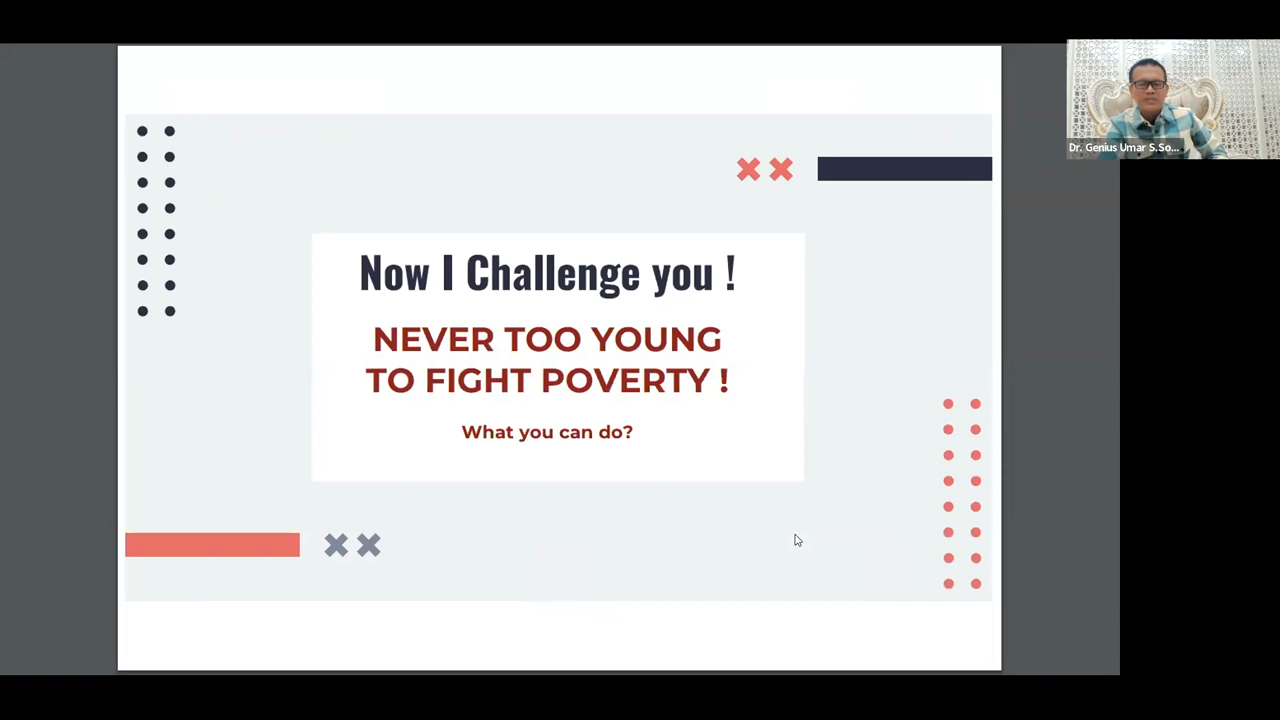 Dr. Genius Umar S.So...
Now I Challenge you !
NEVER TOO YOUNG
TO FIGHT POVERTY !
What you can do?